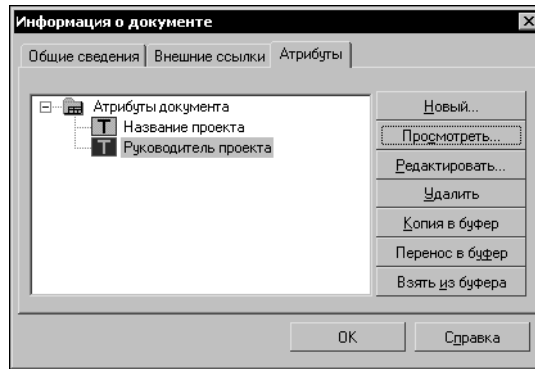 Информация о документе
Общие сведения Внешние ссылки Атрибуты
Атрибуты документа
Название проекта
Руководитель проекта
Новый...
Просмотреть...
Редактировать...
Удалить
Копия в буфер
Перенос в буфер
Взять из буфера
OK Справка